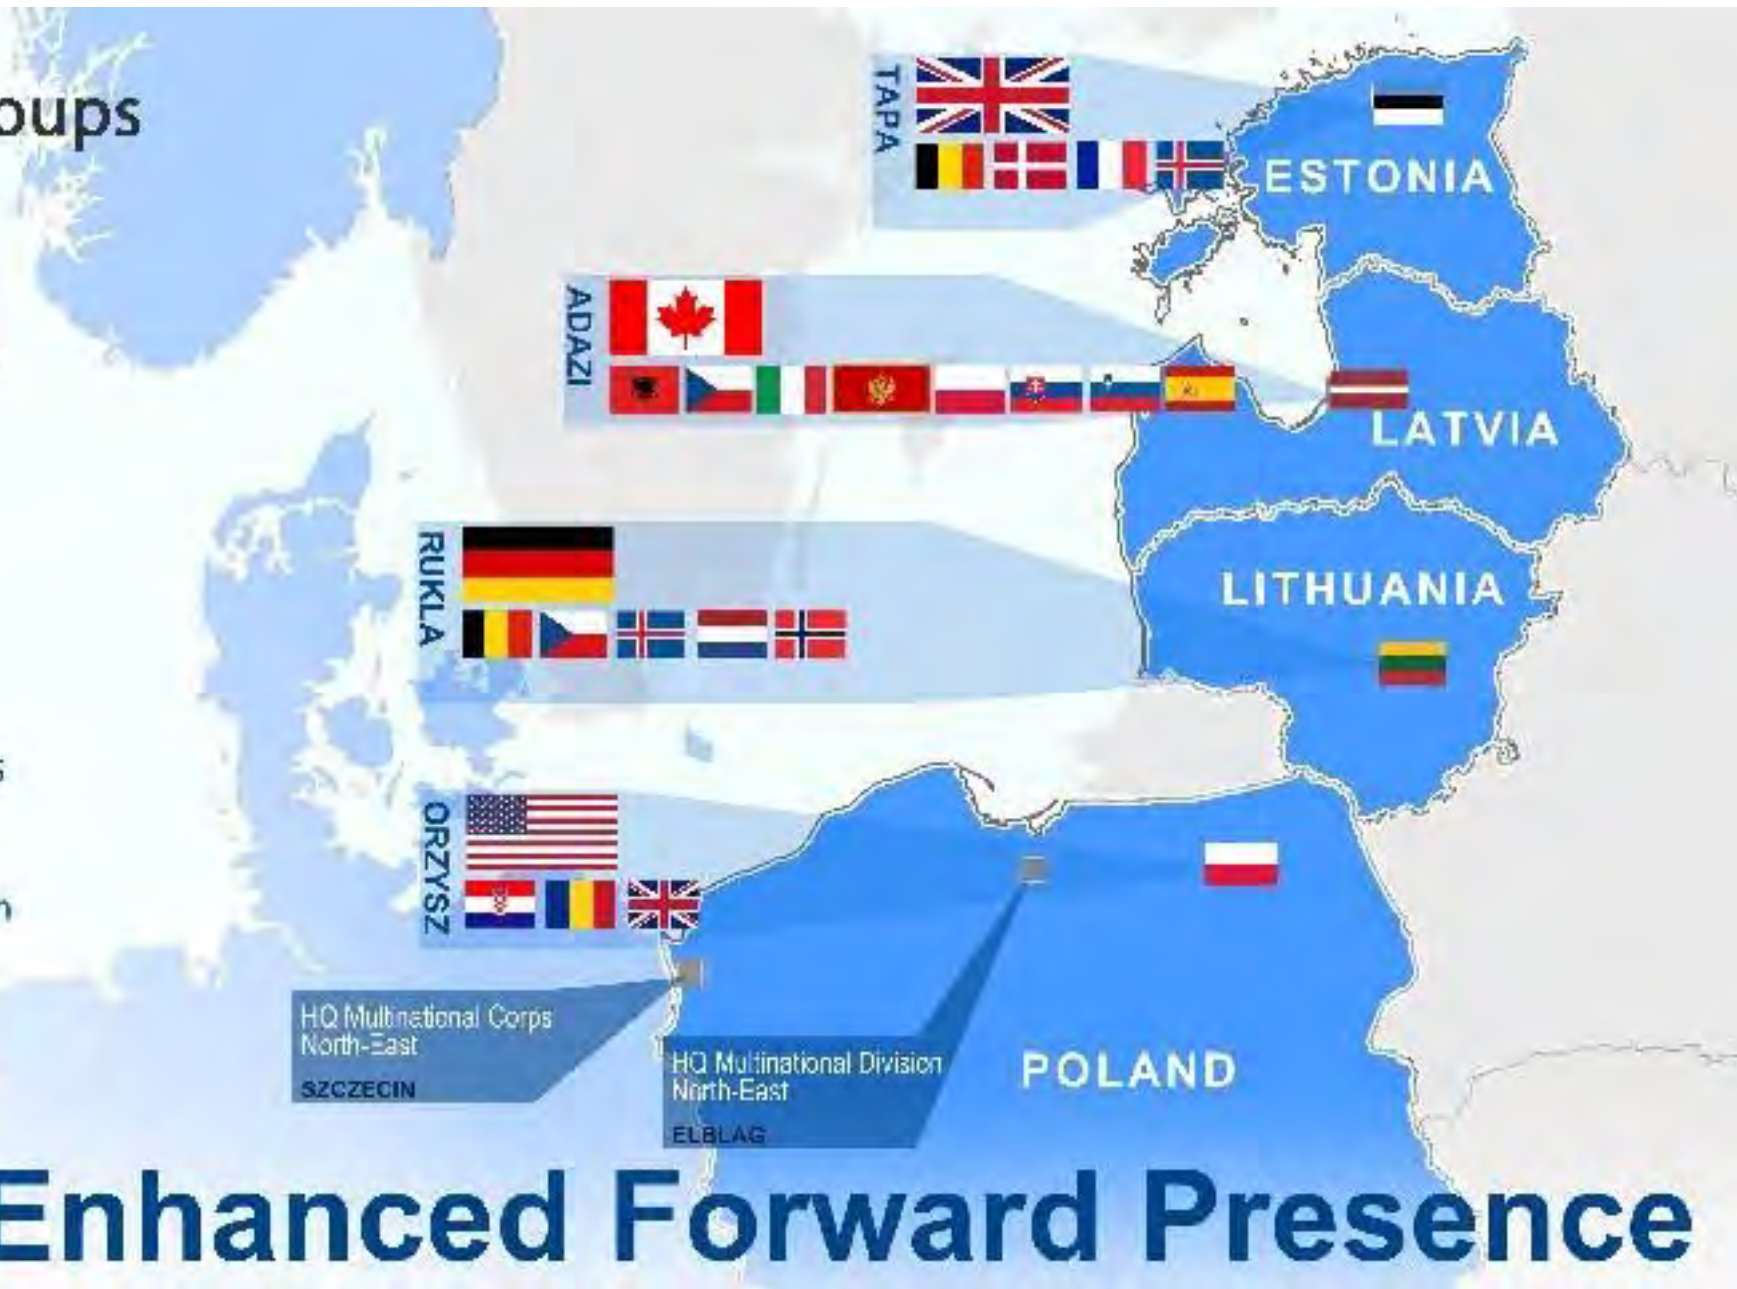 oups
TAPA
ESTONIA
ADAZI
LATVIA
RUKLA
LITHUANIA
ORZYSZ
HQ Multinational Corps
North-East
SZCZECIN
HQ Multinational Division
North-East
ELBLAG
POLAND
Enhanced Forward Presence